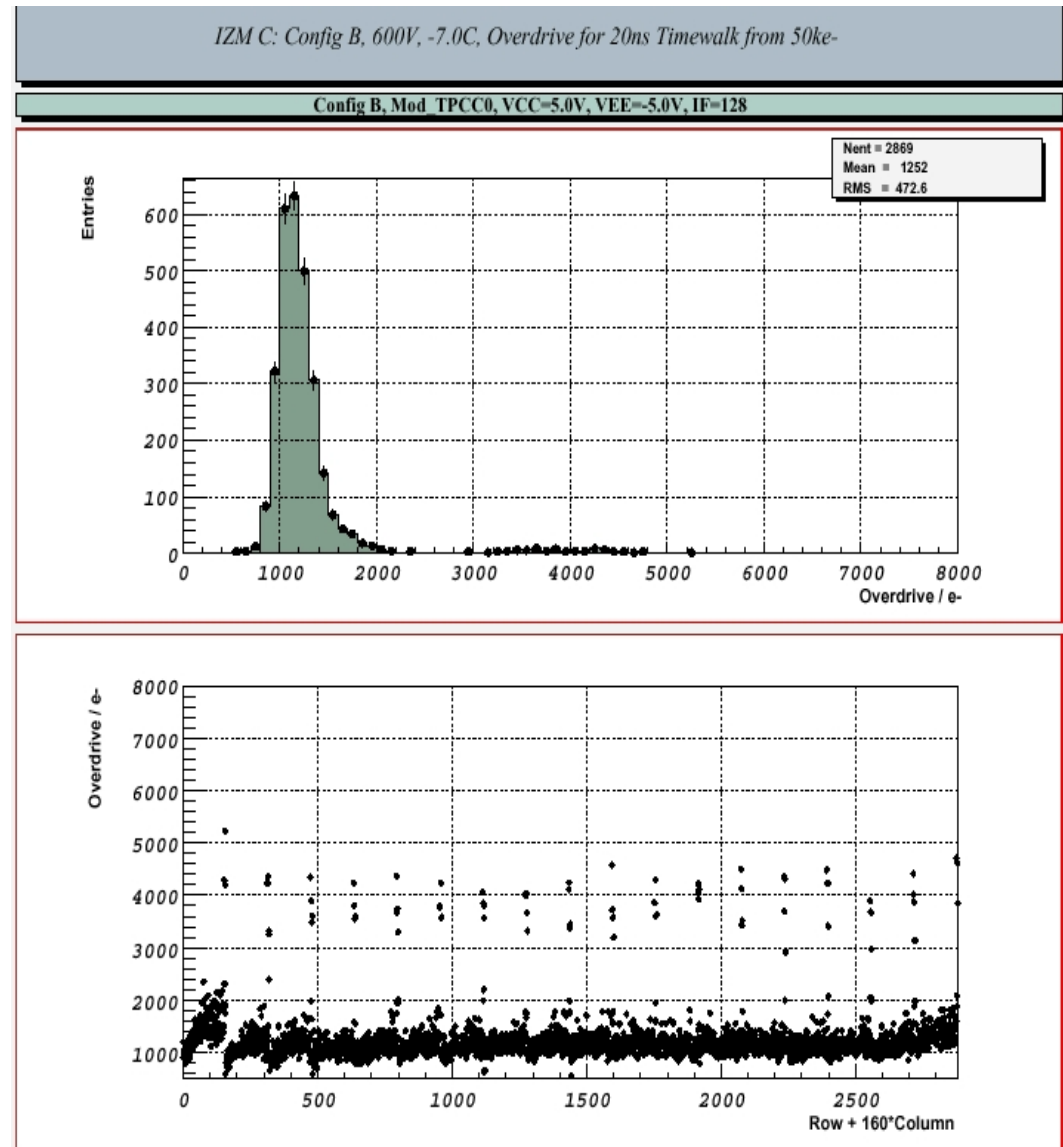 IZM C: Config B, 600V, -7.0C, Overdrive for 20ns Timewalk from 50ke-
Config B, Mod_TPCC0, VCC=5.0V, VEE=-5.0V, IF=128
Nent = 2869
Mean = 1252
RMS = 472.6
Entries
600
500
400
300
200
100
0
0 1000 2000 3000 4000 5000 6000 7000 8000
Overdrive / e-
Overdrive / e-
8000
7000
6000
5000
4000
3000
2000
1000
0 500 1000 1500 2000 2500
Row + 160*Column